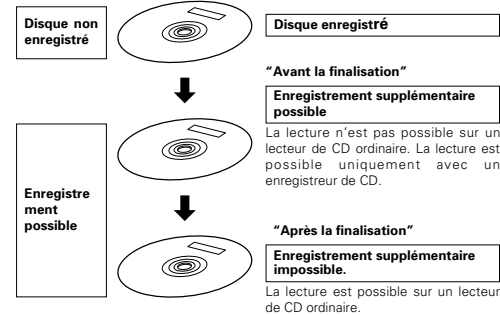 Disque non
enregistré
Disque enregistré
“Avant la finalisation”
Enregistrement supplémentaire
possible
La lecture n’est pas possible sur un
lecteur de CD ordinaire. La lecture est
possible uniquement avec un
enregistreur de CD.
Enregistre
ment
possible
“Après la finalisation”
Enregistrement supplémentaire
impossible.
La lecture est possible sur un lecteur
de CD ordinaire.